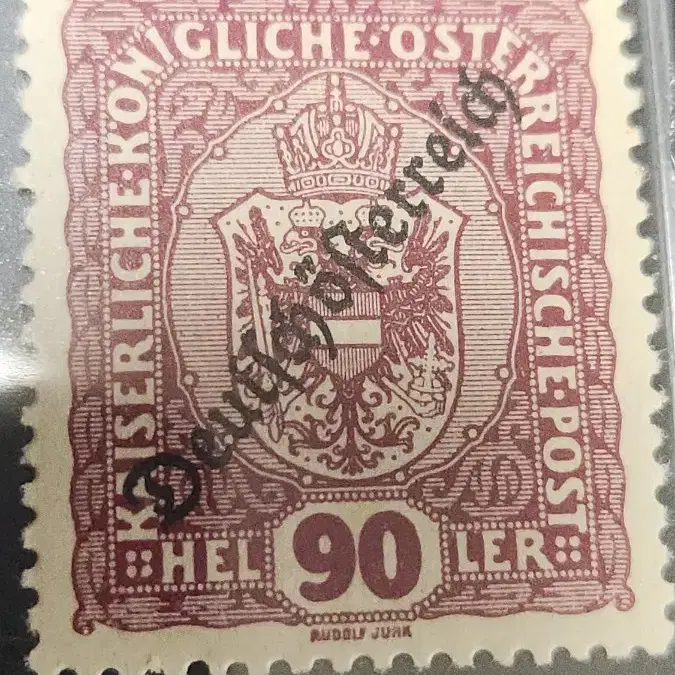 KAISERLICHE·KÖNIGLICHE·ÖSTERREICHISCHE·POST
Deutschösterreich
HEL 90 LER
RUDOLF JUNK